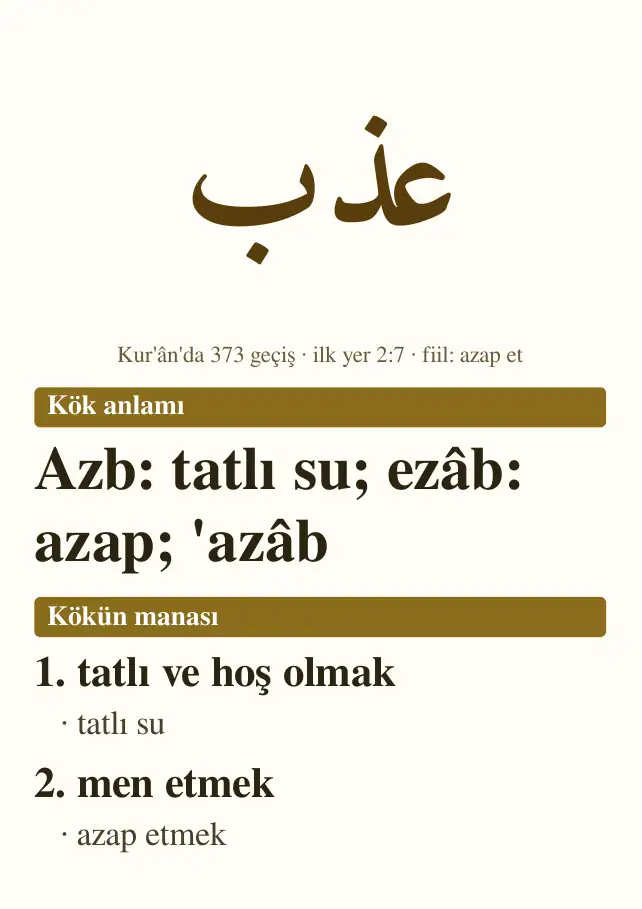 عذب
Kur'ân'da 373 geçiş · ilk yer 2:7 · fiil: azap et
Kök anlamı
Azb: tatlı su; ezâb:
azap; 'azâb
Kökün manası
1. tatlı ve hoş olmak
· tatlı su
2. men etmek
· azap etmek